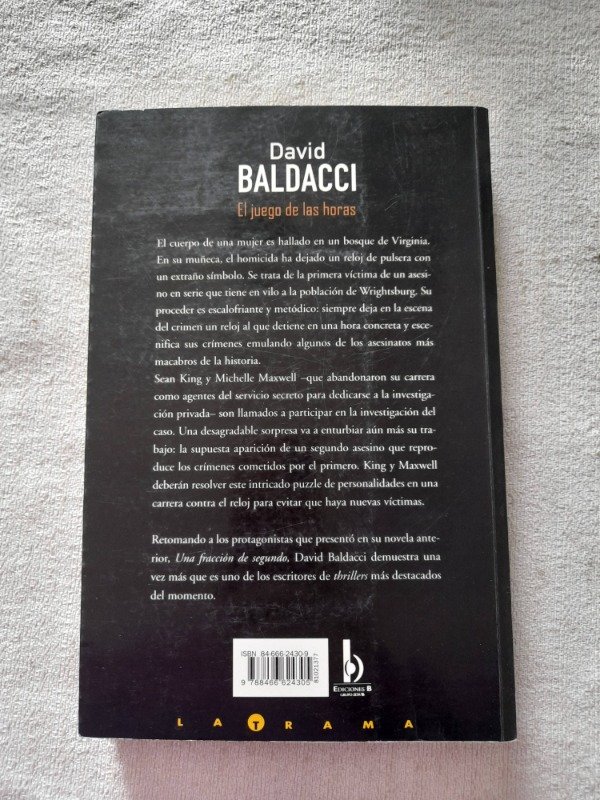 David
BALDACCI
El juego de las horas
El cuerpo de una mujer es hallado en un bosque de Virginia.
En su muñeca, el homicida ha dejado un reloj de pulsera con
un extraño símbolo. Se trata de la primera víctima de un asesi-
no en serie que tiene en vilo a la población de Wrightsburg. Su
proceder es escalofriante y metódico: siempre deja en la escena
del crimen un reloj al que detiene en una hora concreta y esce-
nifica sus crímenes emulando algunos de los asesinatos más
macabros de la historia.
Sean King y Michelle Maxwell –que abandonaron su carrera
como agentes del servicio secreto para dedicarse a la investiga-
ción privada– son llamados a participar en la investigación del
caso. Una desagradable sorpresa va a enturbiar aún más su tra-
bajo: la supuesta aparición de un segundo asesino que repro-
duce los crímenes cometidos por el primero. King y Maxwell
deberán resolver este intricado puzzle de personalidades en una
carrera contra el reloj para evitar que haya nuevas víctimas.
Retomando a los protagonistas que presentó en su novela ante-
rior, Una fracción de segundo, David Baldacci demuestra una
vez más que es uno de los escritores de thrillers más destacados
del momento.
ISBN 84-666-2430-9
9 788466 624305
b
EDICIONES B
GRUPO ZETA
LA TRAMA